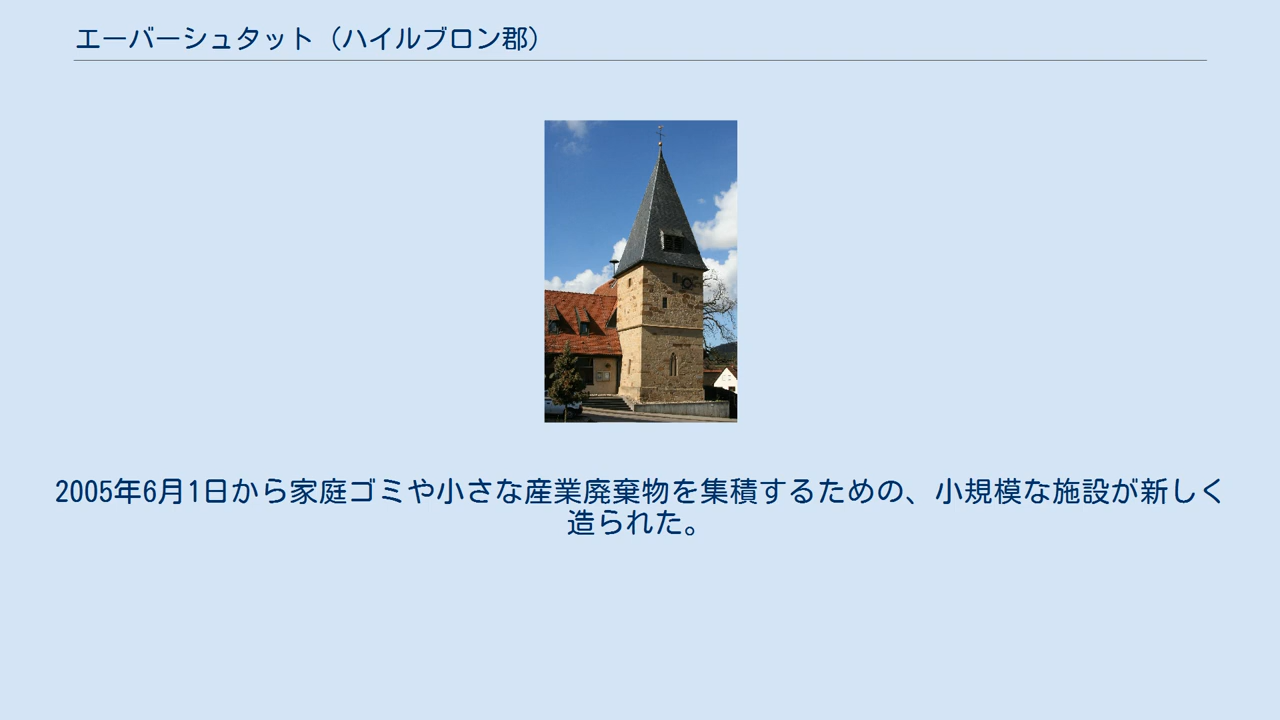 エーバーシュタット（ハイルブロン郡）
2005年6月1日から家庭ゴミや小さな産業廃棄物を集積するための、小規模な施設が新しく
造られた。